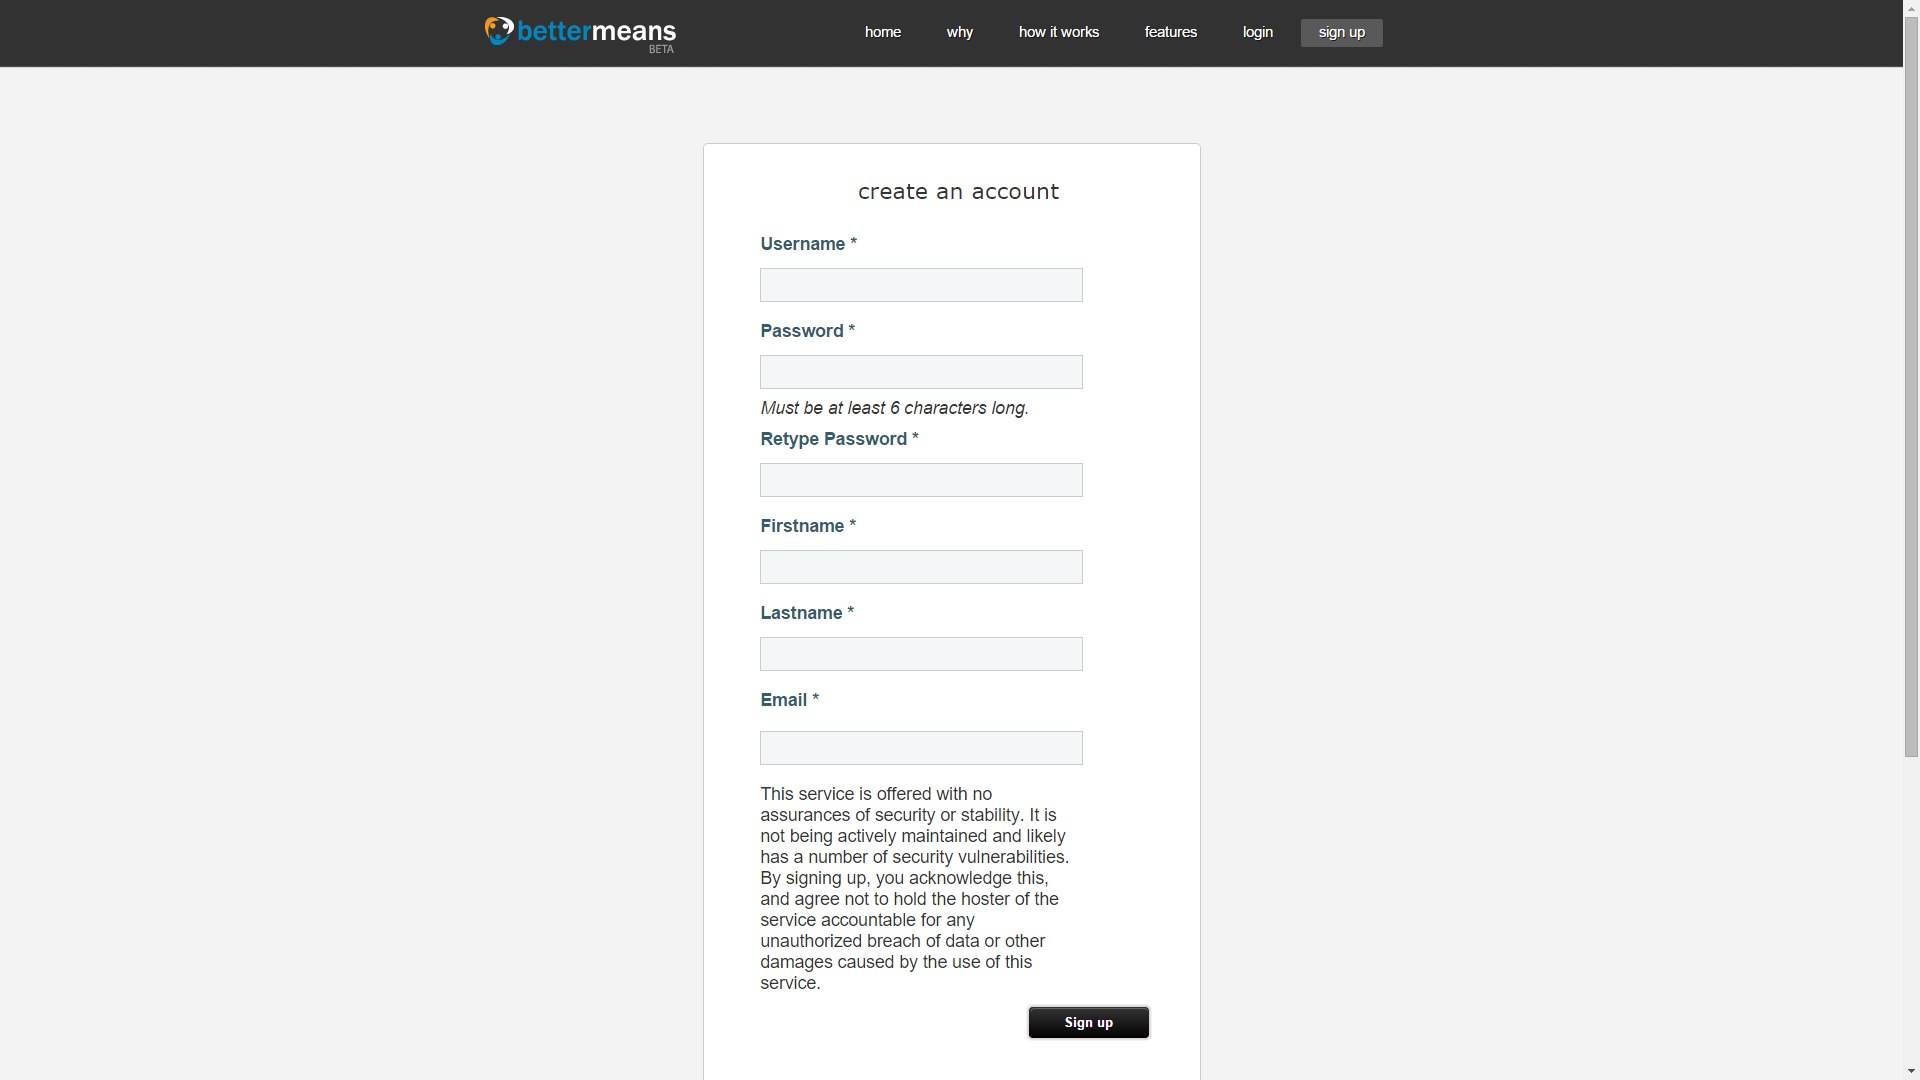 bettermeans
BETA
home
why
how it works
features
login
sign up
create an account
Username *
Password *
Must be at least 6 characters long.
Retype Password *
Firstname *
Lastname *
Email *
This service is offered with no
assurances of security or stability. It is
not being actively maintained and likely
has a number of security vulnerabilities.
By signing up, you acknowledge this,
and agree not to hold the hoster of the
service accountable for any
unauthorized breach of data or other
damages caused by the use of this
service.
Sign up